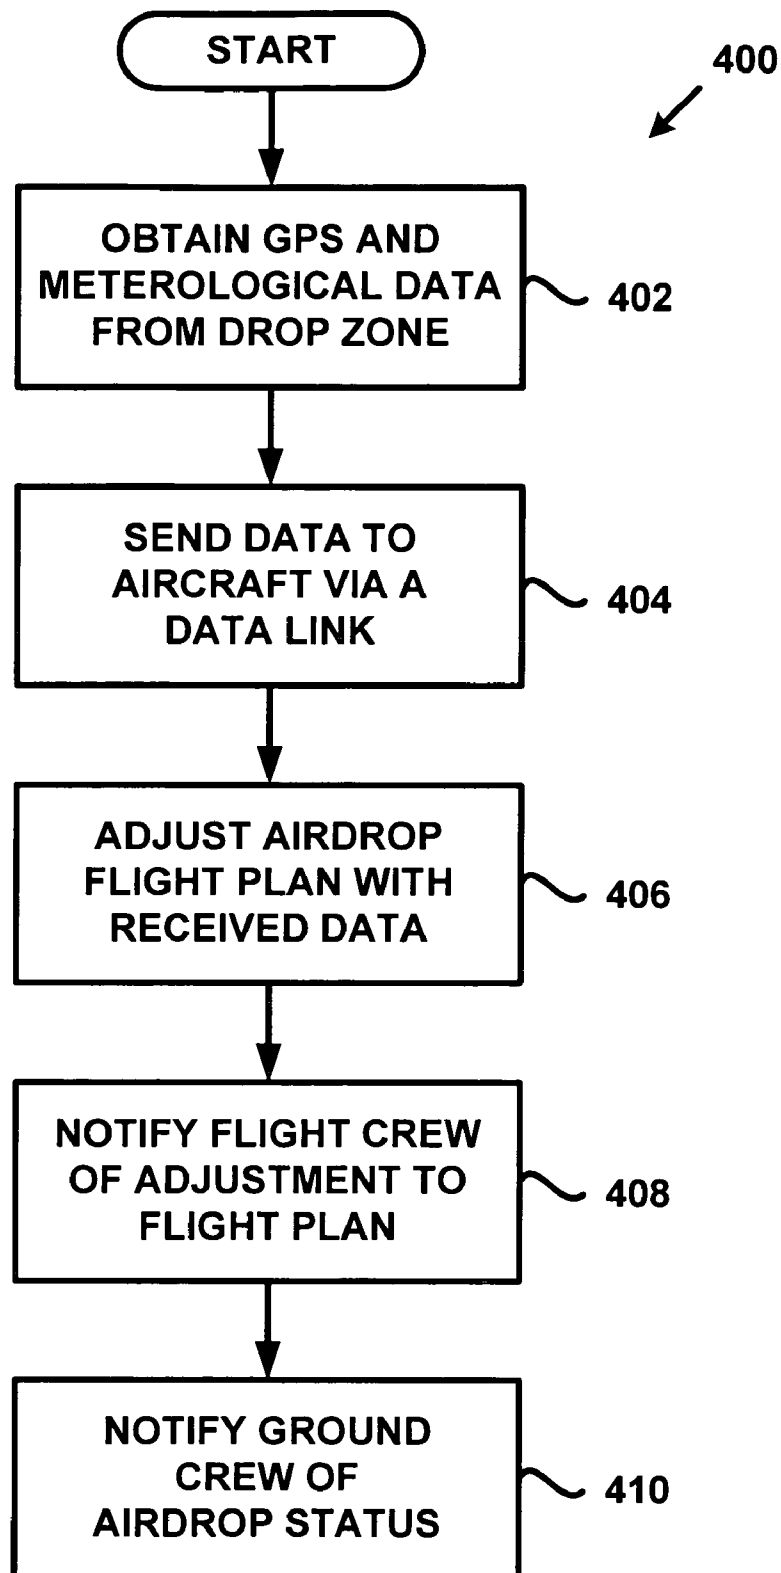 START
400
OBTAIN GPS AND
METEROLOGICAL DATA
FROM DROP ZONE
402
SEND DATA TO
AIRCRAFT VIA A
DATA LINK
404
ADJUST AIRDROP
FLIGHT PLAN WITH
RECEIVED DATA
406
NOTIFY FLIGHT CREW
OF ADJUSTMENT TO
FLIGHT PLAN
408
NOTIFY GROUND
CREW OF
AIRDROP STATUS
410